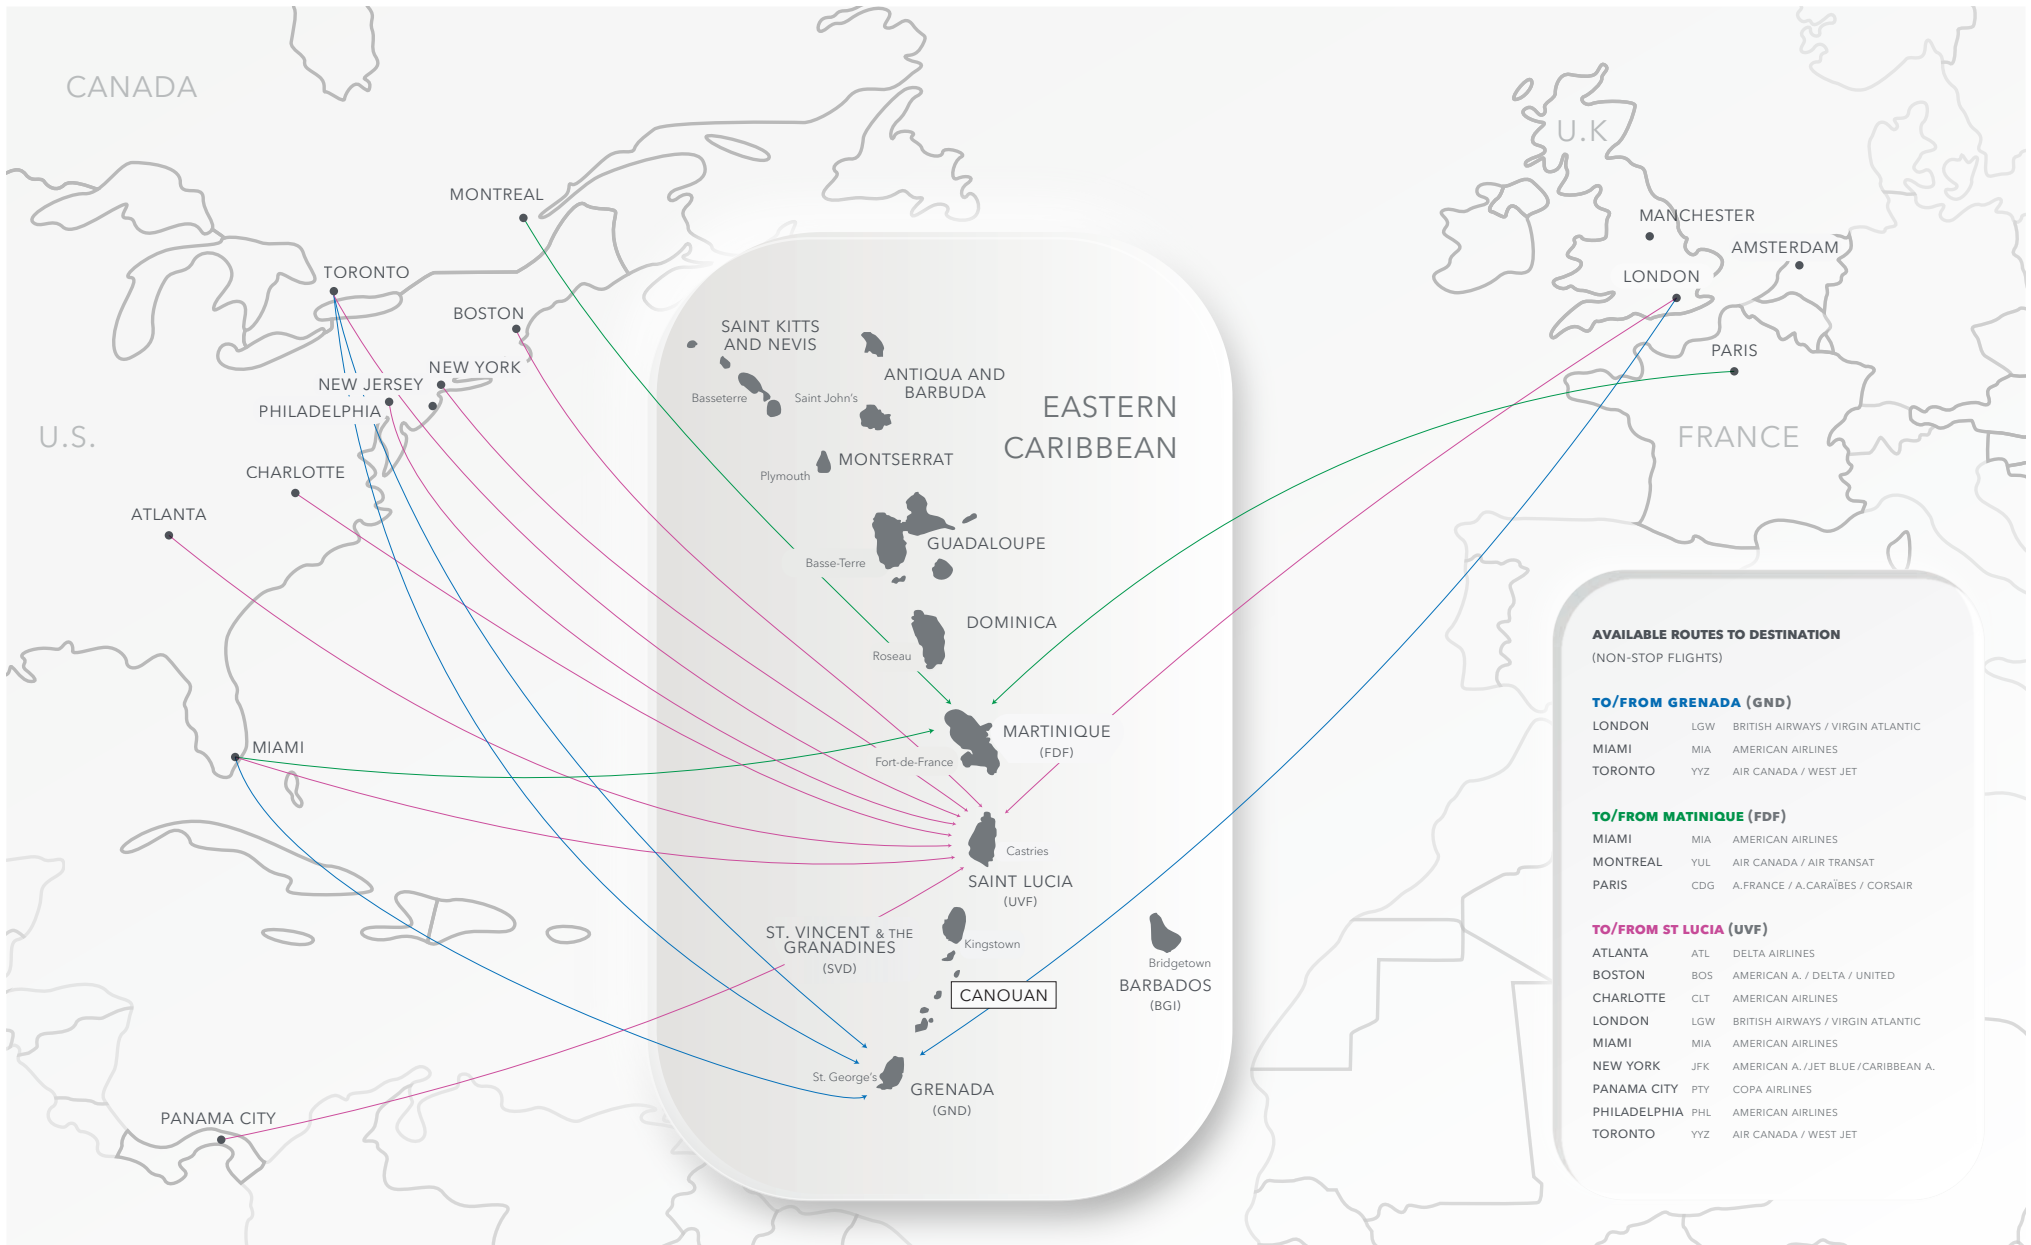 CANADA
U.K
MONTREAL
MANCHESTER
AMSTERDAM
TORONTO
LONDON
BOSTON
SAINT KITTS
AND NEVIS
PARIS
NEW YORK
NEW JERSEY
ANTIQUA AND
BARBUDA
PHILADELPHIA
Basseterre
Saint John's
EASTERN
CARIBBEAN
U.S.
FRANCE
MONTSERRAT
CHARLOTTE
Plymouth
ATLANTA
GUADALOUPE
Basse-Terre
DOMINICA
Roseau
MARTINIQUE
(FDF)
MIAMI
Fort-de-France
Castries
SAINT LUCIA
(UVF)
ST. VINCENT & THE
GRANADINES
(SVD)
Kingstown
Bridgetown
BARBADOS
(BGI)
CANOUAN
St. George's
GRENADA
(GND)
PANAMA CITY
AVAILABLE ROUTES TO DESTINATION
(NON-STOP FLIGHTS)
TO/FROM GRENADA (GND)
LONDON LGW BRITISH AIRWAYS / VIRGIN ATLANTIC
MIAMI MIA AMERICAN AIRLINES
TORONTO YYZ AIR CANADA / WEST JET
TO/FROM MATINIQUE (FDF)
MIAMI MIA AMERICAN AIRLINES
MONTREAL YUL AIR CANADA / AIR TRANSAT
PARIS CDG A.FRANCE / A.CARAÏBES / CORSAIR
TO/FROM ST LUCIA (UVF)
ATLANTA ATL DELTA AIRLINES
BOSTON BOS AMERICAN A. / DELTA / UNITED
CHARLOTTE CLT AMERICAN AIRLINES
LONDON LGW BRITISH AIRWAYS / VIRGIN ATLANTIC
MIAMI MIA AMERICAN AIRLINES
NEW YORK JFK AMERICAN A. / JET BLUE / CARIBBEAN A.
PANAMA CITY PTY COPA AIRLINES
PHILADELPHIA PHL AMERICAN AIRLINES
TORONTO YYZ AIR CANADA / WEST JET